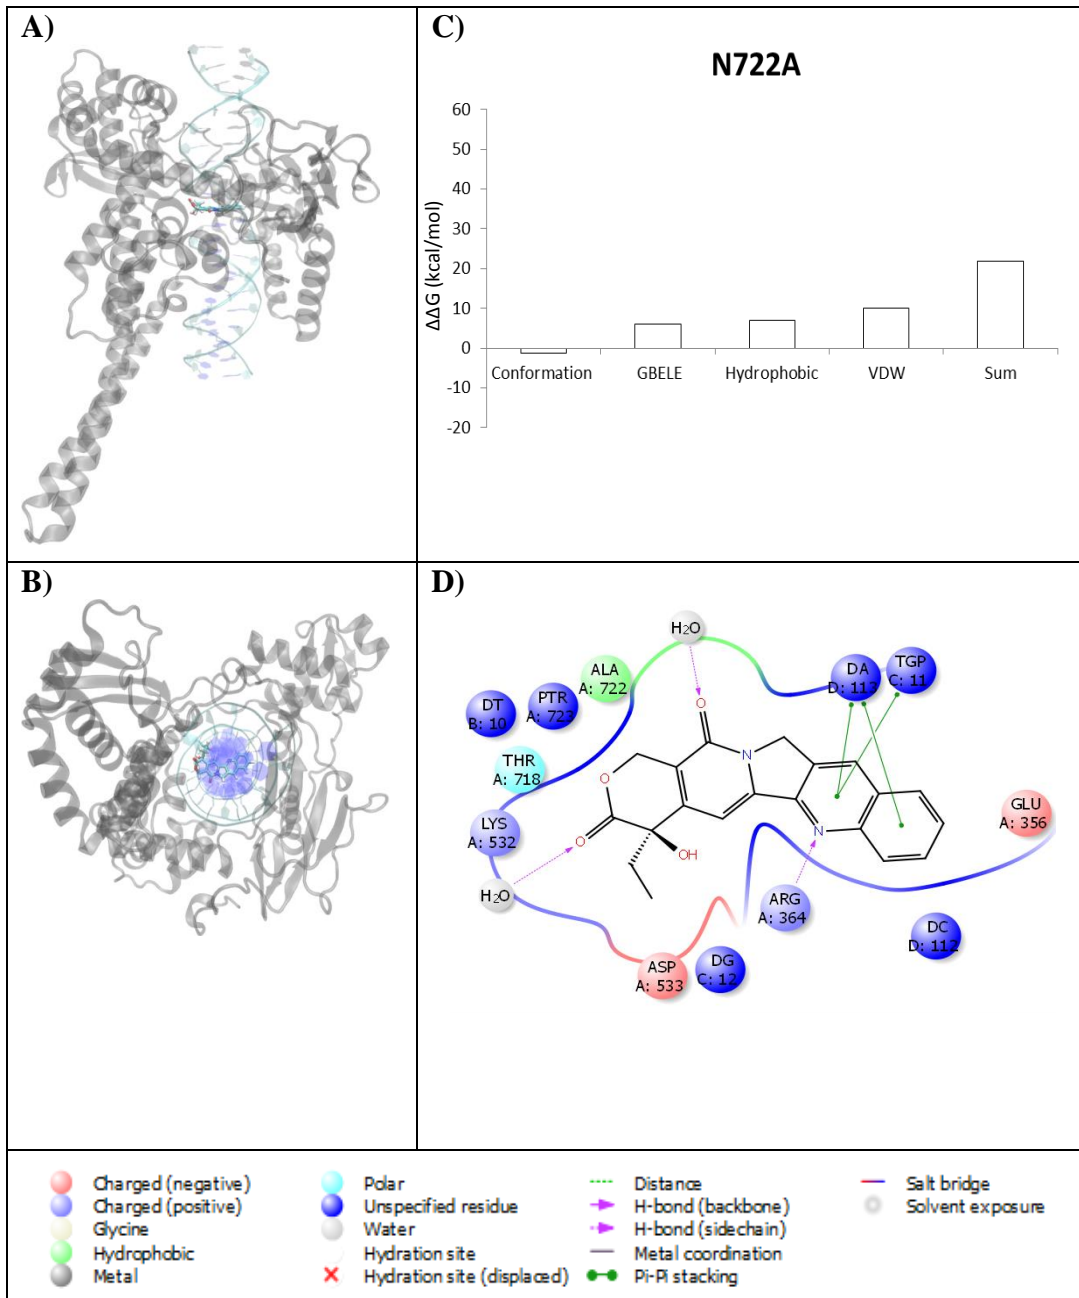 A)
C)
N722A
ΔΔG (kcal/mol)
60
50
40
30
20
10
0
-10
-20
Conformation GBELE Hydrophobic VDW Sum
B)
D)
H₂O
ALA
A: 722
DA
D: 113
TGP
C: 11
PTR
A: 723
DT
B: 10
THR
A: 718
O
O
N
LYS
A: 532
O
GLU
A: 356
N
OH
H₂O
ARG
A: 364
ASP
A: 533
DG
C: 12
DC
D: 112
Charged (negative)
Charged (positive)
Glycine
Hydrophobic
Metal
Polar
Unspecified residue
Water
Hydration site
Hydration site (displaced)
Distance
H-bond (backbone)
H-bond (sidechain)
Metal coordination
Pi-Pi stacking
Salt bridge
Solvent exposure